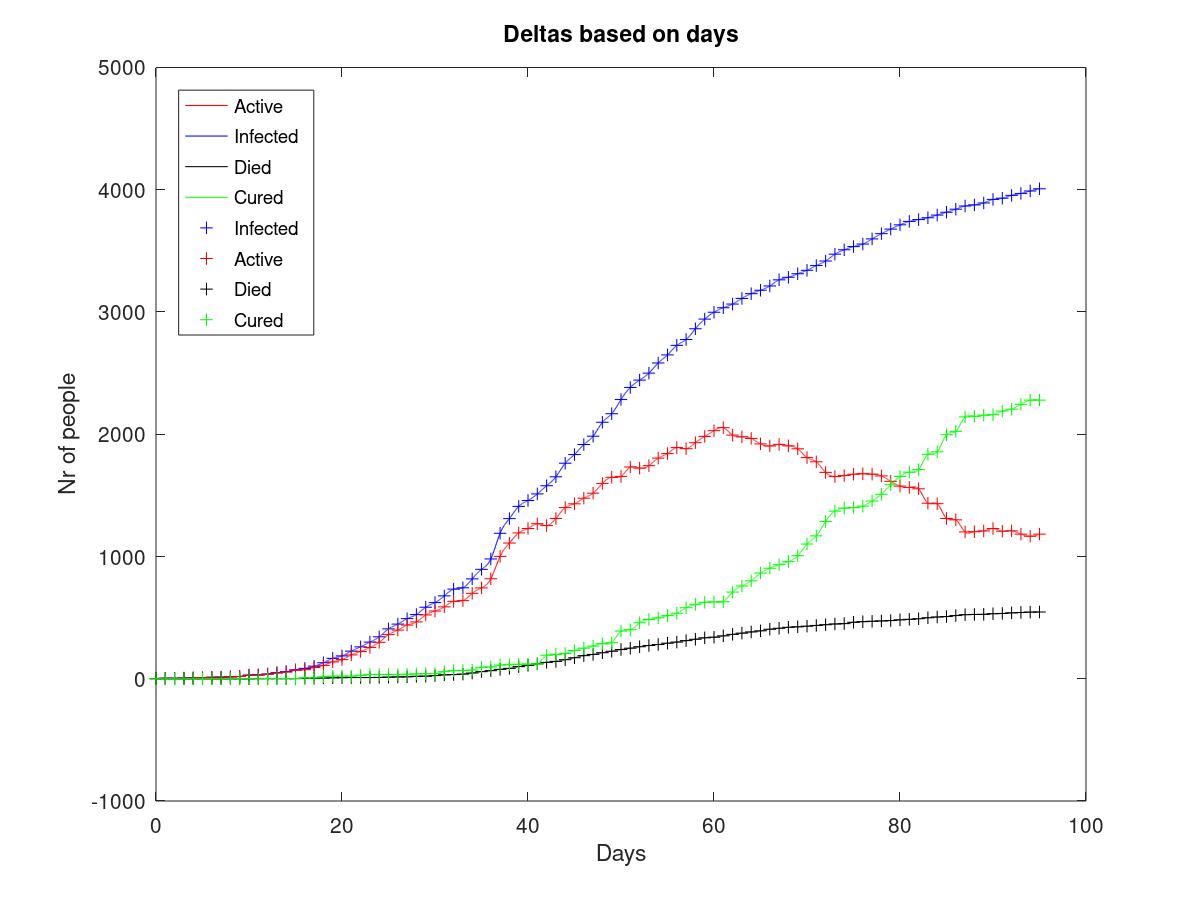 Deltas based on days
5000
4000
3000
2000
1000
0
-1000
Nr of people
Active
Infected
Died
Cured
Infected
Active
Died
Cured
0 20 40 60 80 100
Days